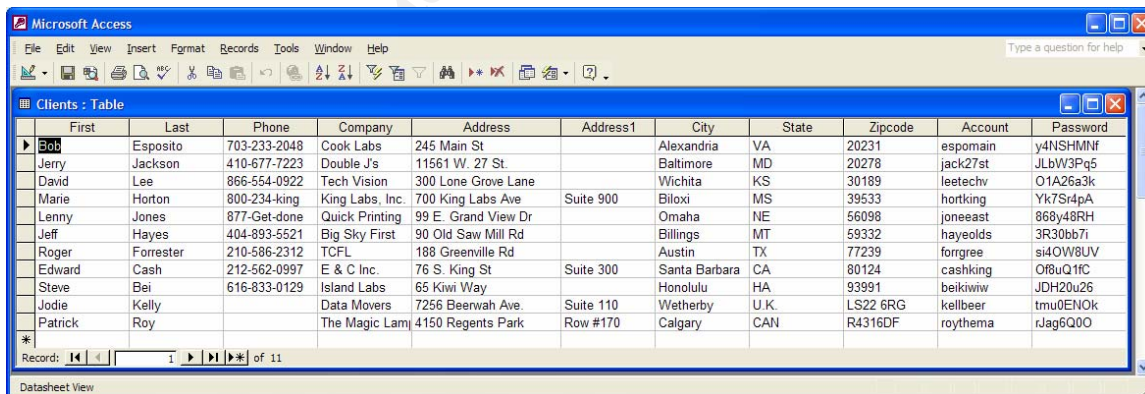 Microsoft Access
File Edit View Insert Format Records Tools Window Help Type a question for help
Clients : Table
First Last Phone Company Address Address1 City State Zipcode Account Password
Bob Esposito 703-233-2048 Cook Labs 245 Main St Alexandria VA 20231 espomain y4NSHMNf
Jerry Jackson 410-677-7223 Double J's 11561 W. 27 St. Baltimore MD 20278 jack27st JLbW3Pq5
David Lee 866-554-0922 Tech Vision 300 Lone Grove Lane Wichita KS 30189 leetechv O1A26a3k
Marie Horton 800-234-king King Labs, Inc. 700 King Labs Ave Suite 900 Biloxi MS 39533 hortking Yk7Sr4pA
Lenny Jones 877-Get-done Quick Printing 99 E. Grand View Dr Omaha NE 56098 joneeast 868y48RH
Jeff Hayes 404-893-5521 Big Sky First 90 Old Saw Mill Rd Billings MT 59332 hayeolds 3R30bb7i
Roger Forrester 210-586-2312 TCFL 188 Greenville Rd Austin TX 77239 forrgree si4OW8UV
Edward Cash 212-562-0997 E & C Inc. 76 S. King St Suite 300 Santa Barbara CA 80124 cashking Of8uQ1fC
Steve Bei 616-833-0129 Island Labs 65 Kiwi Way Honolulu HA 93991 beikiwiw JDH20u26
Jodie Kelly Data Movers 7256 Beerwah Ave. Suite 110 Wetherby U.K. LS22 6RG kellbeer tmu0ENOk
Patrick Roy The Magic Lamp 4150 Regents Park Row #170 Calgary CAN R4316DF roythema rJag6Q0O
Record: 1 of 11
Datasheet View